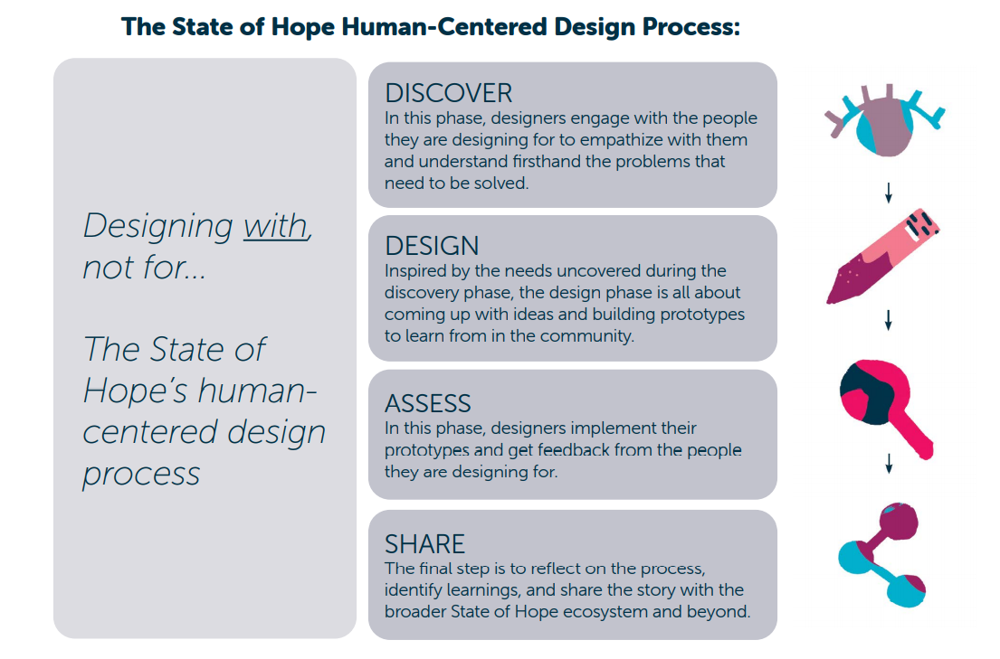 The State of Hope Human-Centered Design Process:
Designing with,
not for...
The State of
Hope’s human-
centered design
process
DISCOVER
In this phase, designers engage with the people
they are designing for to empathize with them
and understand firsthand the problems that
need to be solved.
DESIGN
Inspired by the needs uncovered during the
discovery phase, the design phase is all about
coming up with ideas and building prototypes
to learn from in the community.
ASSESS
In this phase, designers implement their
prototypes and get feedback from the people
they are designing for.
SHARE
The final step is to reflect on the process,
identify learnings, and share the story with the
broader State of Hope ecosystem and beyond.